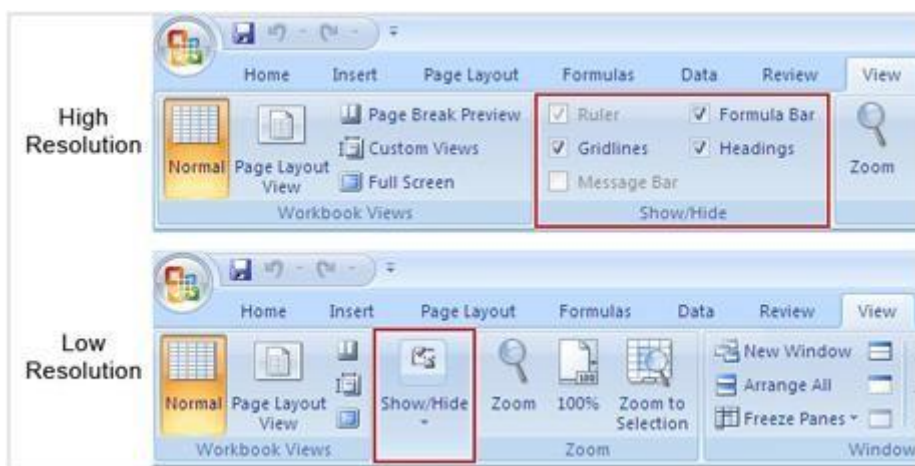 High
Resolution
Home Insert Page Layout Formulas Data Review View
Normal
Page Layout
View
Page Break Preview
Custom Views
Full Screen
Workbook Views
Ruler
Formula Bar
Gridlines
Headings
Message Bar
Show/Hide
Zoom
Low
Resolution
Home Insert Page Layout Formulas Data Review View
Normal
Page Layout
View
Workbook Views
Show/Hide
Zoom
100%
100
Zoom to
Selection
Zoom
New Window
Arrange All
Freeze Panes
Window